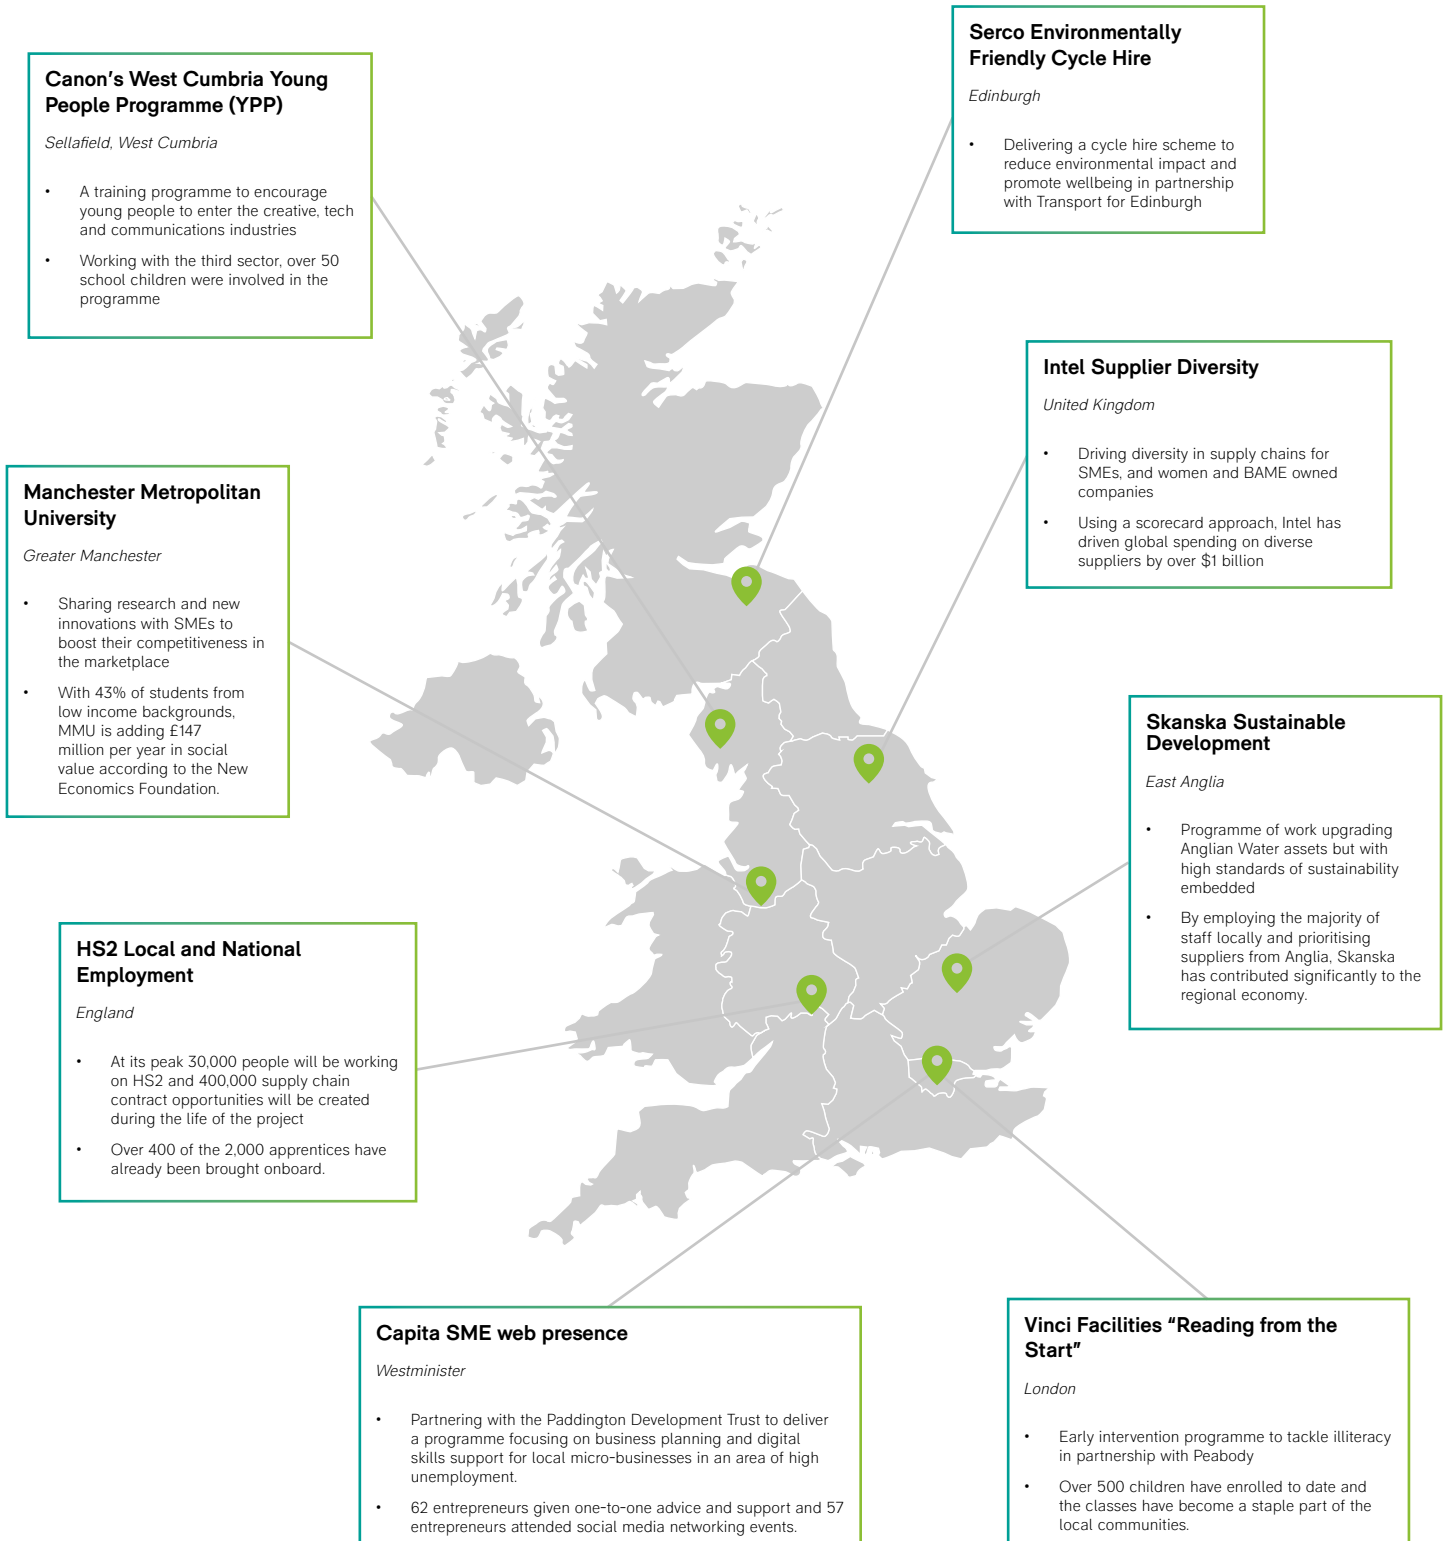 Serco Environmentally
Friendly Cycle Hire
Edinburgh
• Delivering a cycle hire scheme to
reduce environmental impact and
promote wellbeing in partnership
with Transport for Edinburgh
Canon's West Cumbria Young
People Programme (YPP)
Sellafield, West Cumbria
• A training programme to encourage
young people to enter the creative, tech
and communications industries
• Working with the third sector, over 50
school children were involved in the
programme
Intel Supplier Diversity
United Kingdom
• Driving diversity in supply chains for
SMEs, and women and BAME owned
companies
• Using a scorecard approach, Intel has
driven global spending on diverse
suppliers by over $1 billion
Manchester Metropolitan
University
Greater Manchester
• Sharing research and new
innovations with SMEs to
boost their competitiveness in
the marketplace
• With 43% of students from
low income backgrounds,
MMU is adding £147
million per year in social
value according to the New
Economics Foundation.
Skanska Sustainable
Development
East Anglia
• Programme of work upgrading
Anglian Water assets but with
high standards of sustainability
embedded
• By employing the majority of
staff locally and prioritising
suppliers from Anglia, Skanska
has contributed significantly to the
regional economy.
HS2 Local and National
Employment
England
• At its peak 30,000 people will be working
on HS2 and 400,000 supply chain
contract opportunities will be created
during the life of the project
• Over 400 of the 2,000 apprentices have
already been brought onboard.
Capita SME web presence
Westminister
• Partnering with the Paddington Development Trust to deliver
a programme focusing on business planning and digital
skills support for local micro-businesses in an area of high
unemployment.
• 62 entrepreneurs given one-to-one advice and support and 57
entrepreneurs attended social media networking events.
Vinci Facilities “Reading from the
Start”
London
• Early intervention programme to tackle illiteracy
in partnership with Peabody
• Over 500 children have enrolled to date and
the classes have become a staple part of the
local communities.